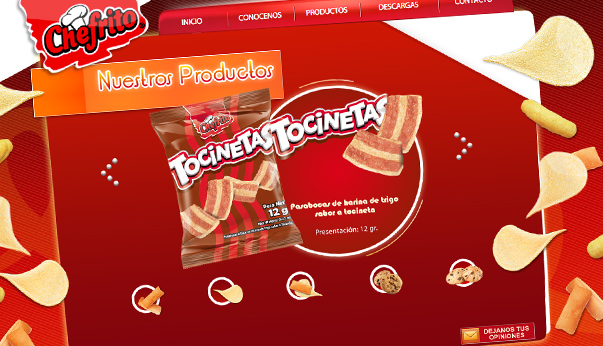 Chefrito
INICIO
CONOCENOS
PRODUCTOS
DESCARGAS
CONTACTO
Nuestros Productos
Chefrito
TOCINETAS
TOCINETAS
Peso Neto
12 g
Pasabocas de harina de trigo
sabor a tocineta
Presentación: 12 gr.
DEJANOS TUS
OPINIONES